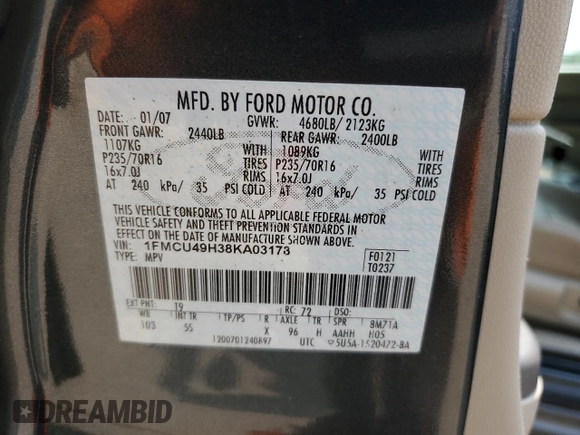 MFD. BY FORD MOTOR CO.
DATE: 01/07 GVWR: 4680LB/ 2123KG
FRONT GAWR: 2440LB REAR GAWR: 2400LB
1107KG WITH 1089KG WITH
P235/70R16 TIRES P235/70R16 TIRES
16x7.0J RIMS 16x7.0J RIMS
AT 240 kPa/ 35 PSI COLD AT 240 kPa/ 35 PSI COLD
THIS VEHICLE CONFORMS TO ALL APPLICABLE FEDERAL MOTOR
VEHICLE SAFETY AND THEFT PREVENTION STANDARDS IN
EFFECT ON THE DATE OF MANUFACTURE SHOWN ABOVE.
VIN: 1FMCU49H38KA03173
TYPE: MPV
F0121
T0237
EXT PNT: T9 RC: 72 DSO:
WB INT TR TP/PS R AXLE TR SPR BM71A
103 5S X 96 H AAHH H05
1200701240697 UTC 5U5A-1520472-BA
DREAMBID